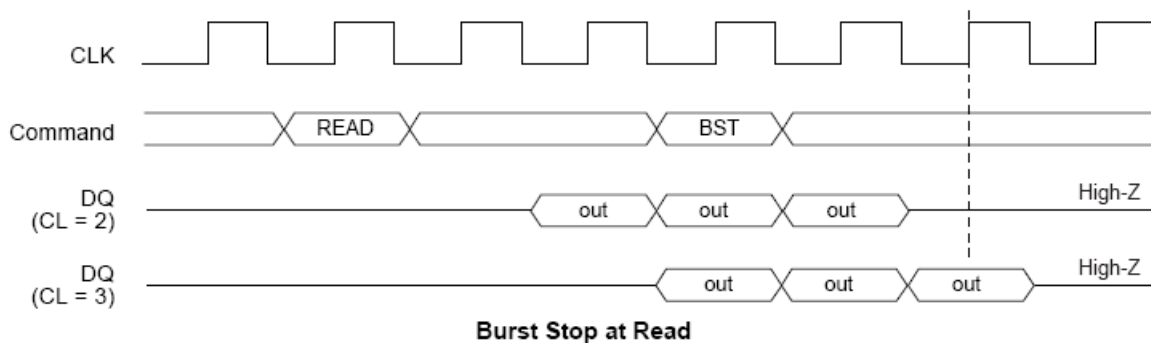 CLK
Command READ BST
DQ
(CL = 2) out out out High-Z
DQ
(CL = 3) out out out High-Z
Burst Stop at Read